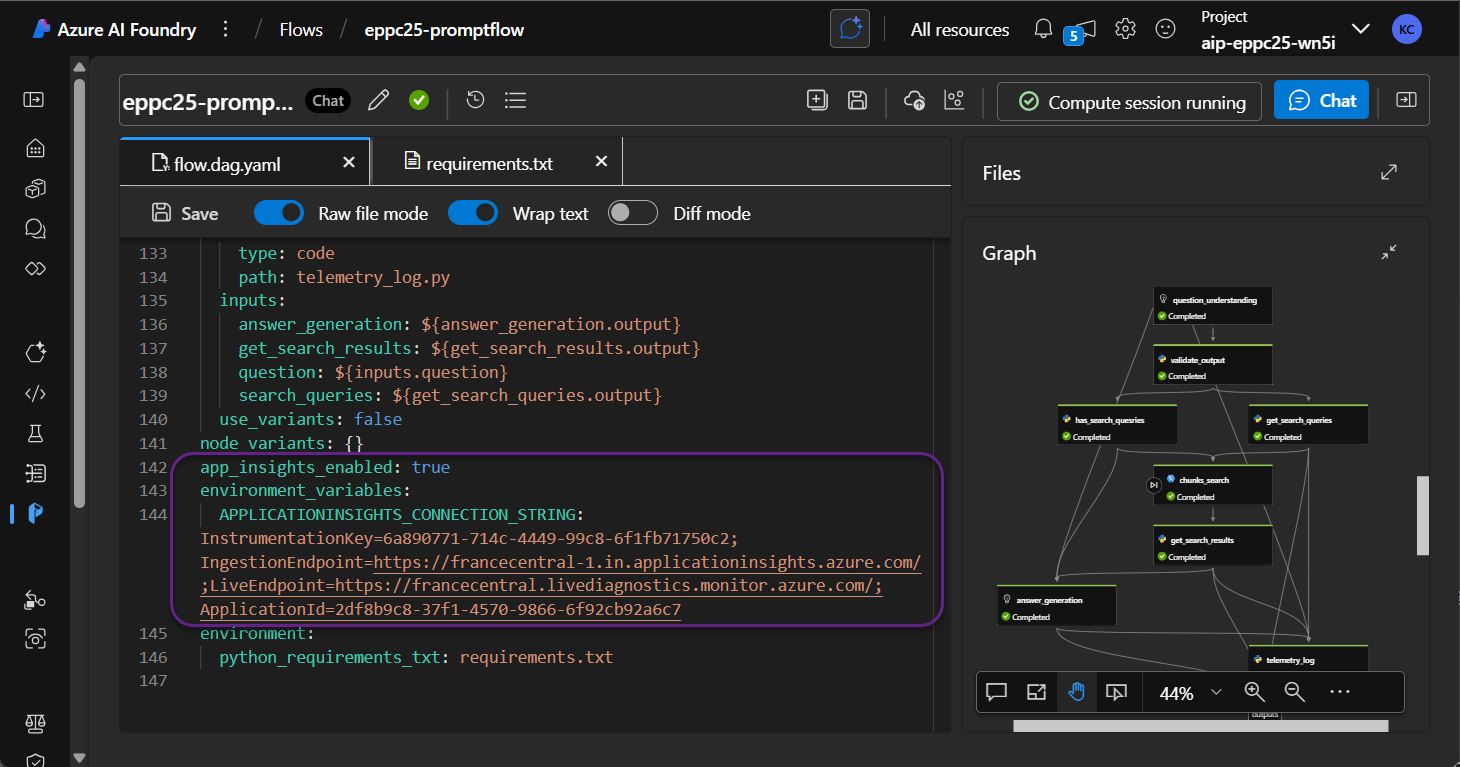 Azure AI Foundry
/ Flows / eppc25-promptflow
All resources
5
Project
aip-eppc25-wn5i
KC
eppc25-promp...
Chat
Compute session running
Chat
flow.dag.yaml
requirements.txt
Save
Raw file mode
Wrap text
Diff mode
133 type: code
134 path: telemetry_log.py
135 inputs:
136 answer_generation: ${answer_generation.output}
137 get_search_results: ${get_search_results.output}
138 question: ${inputs.question}
139 search_queries: ${get_search_queries.output}
140 use_variants: false
141 node_variants: {}
142 app_insights_enabled: true
143 environment_variables:
144 APPLICATIONINSIGHTS_CONNECTION_STRING:
InstrumentationKey=6a890771-714c-4449-99c8-6f1fb71750c2;
IngestionEndpoint=https://francecentral-1.in.applicationinsights.azure.com/
;LiveEndpoint=https://francecentral.livediagnostics.monitor.azure.com/;
ApplicationId=2df8b9c8-37f1-4570-9866-6f92cb92a6c7
145 environment:
146 python_requirements_txt: requirements.txt
147
Files
Graph
question_understanding
Completed
validate_output
Completed
has_search_quesries
Completed
get_search_queries
Completed
chunks_search
Completed
get_search_results
Completed
answer_generation
Completed
telemetry_log
44%
outputs